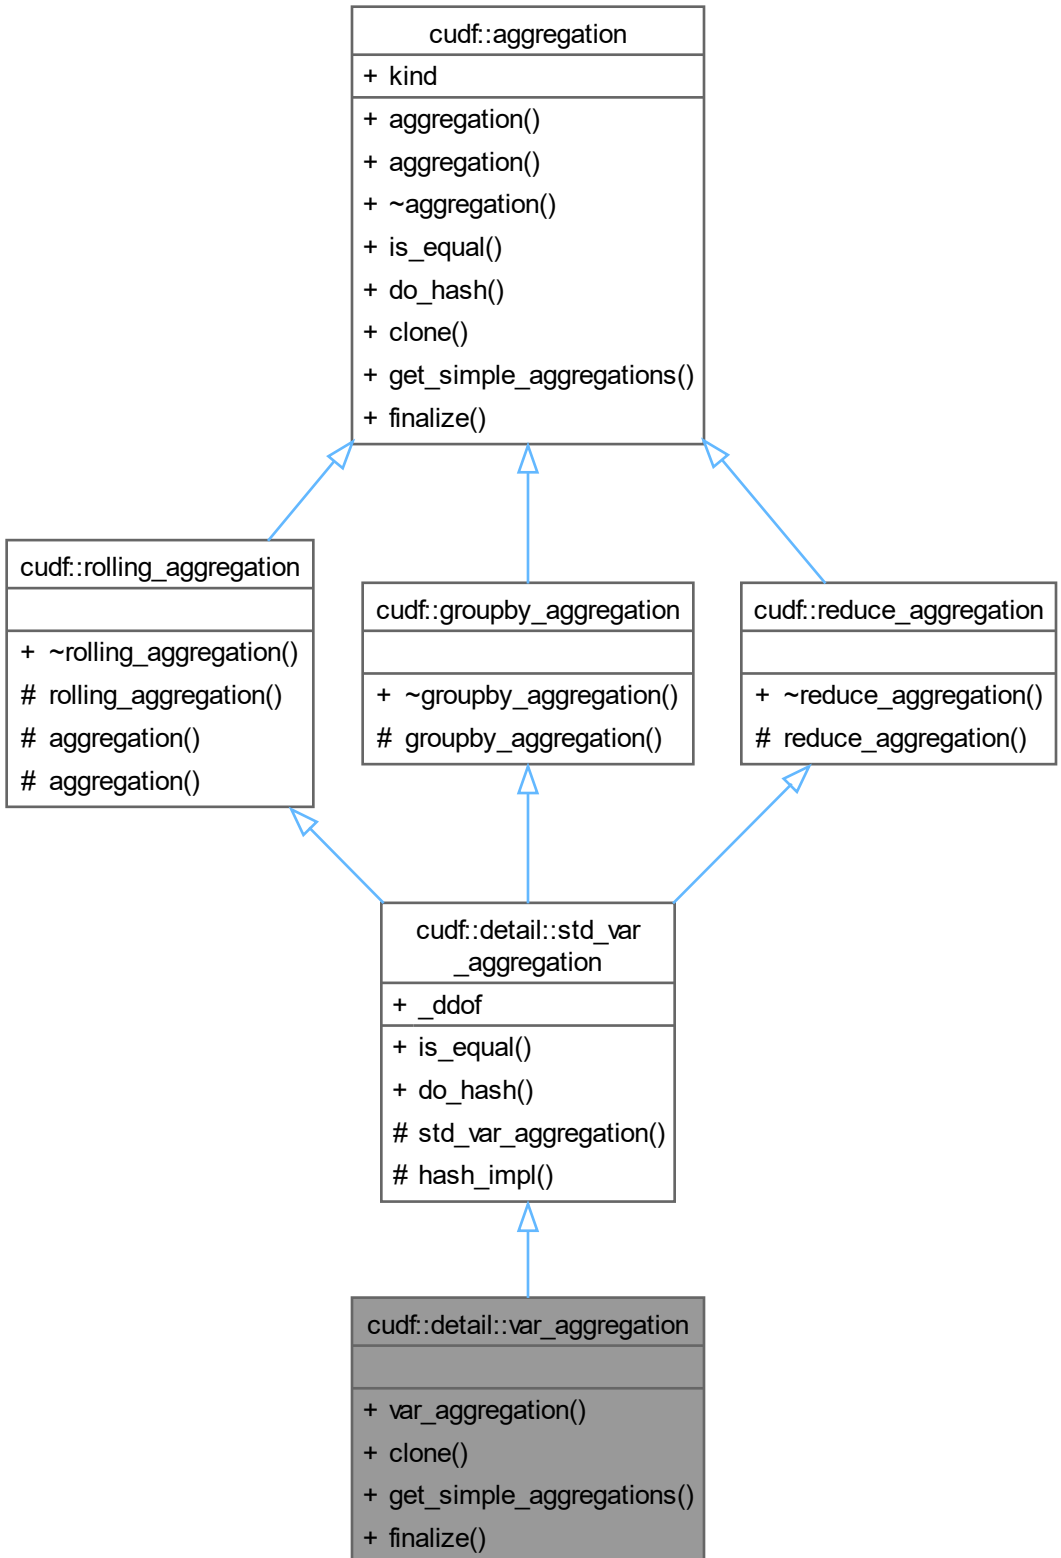 cudf::aggregation
+ kind
+ aggregation()
+ aggregation()
+ ~aggregation()
+ is_equal()
+ do_hash()
+ clone()
+ get_simple_aggregations()
+ finalize()
cudf::rolling_aggregation
+ ~rolling_aggregation()
# rolling_aggregation()
# aggregation()
# aggregation()
cudf::groupby_aggregation
+ ~groupby_aggregation()
# groupby_aggregation()
cudf::reduce_aggregation
+ ~reduce_aggregation()
# reduce_aggregation()
cudf::detail::std_var
_aggregation
+ _ddof
+ is_equal()
+ do_hash()
# std_var_aggregation()
# hash_impl()
cudf::detail::var_aggregation
+ var_aggregation()
+ clone()
+ get_simple_aggregations()
+ finalize()